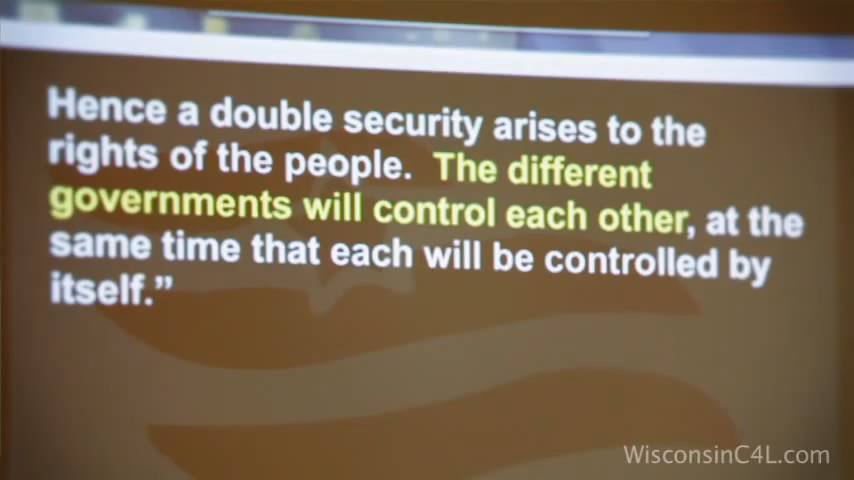 Hence a double security arises to the
rights of the people. The different
governments will control each other, at the
same time that each will be controlled by
itself.”
WisconsinC4L.com